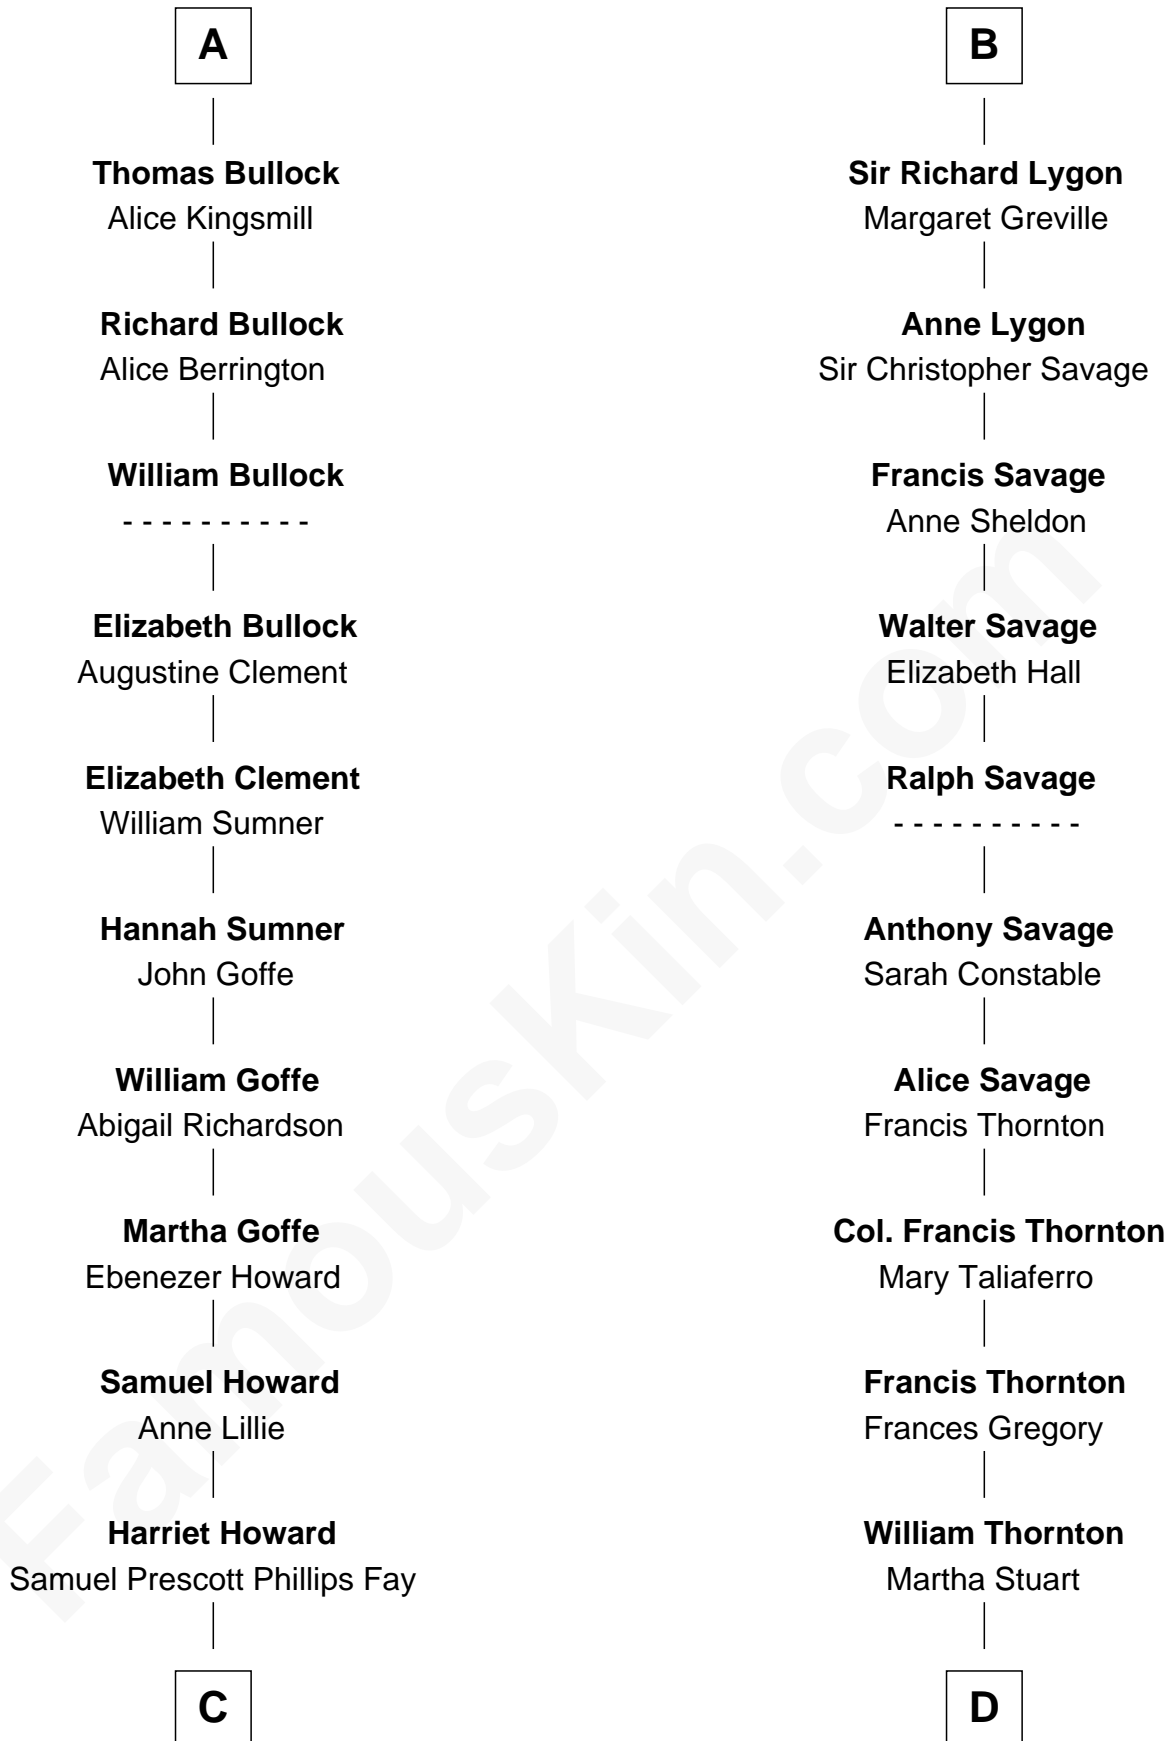 A
Thomas Bullock
Alice Kingsmill
Richard Bullock
Alice Berrington
William Bullock
- - - - - - - - - -
Elizabeth Bullock
Augustine Clement
Elizabeth Clement
William Sumner
Hannah Sumner
John Goffe
William Goffe
Abigail Richardson
Martha Goffe
Ebenezer Howard
Samuel Howard
Anne Lillie
Harriet Howard
Samuel Prescott Phillips Fay
C
B
Sir Richard Lygon
Margaret Greville
Anne Lygon
Sir Christopher Savage
Francis Savage
Anne Sheldon
Walter Savage
Elizabeth Hall
Ralph Savage
- - - - - - - - - -
Anthony Savage
Sarah Constable
Alice Savage
Francis Thornton
Col. Francis Thornton
Mary Taliaferro
Francis Thornton
Frances Gregory
William Thornton
Martha Stuart
D
FamousKin.com